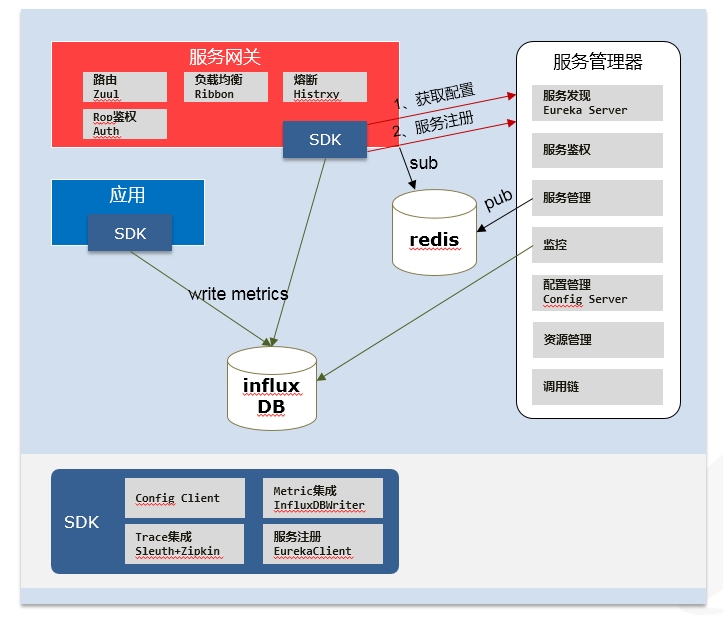 服务网关
路由
Zuul
负载均衡
Ribbon
熔断
Histrxy
Rop鉴权
Auth
SDK
1、获取配置
2、服务注册
sub
pub
应用
SDK
redis
write metrics
influx
DB
服务管理器
服务发现
Eureka Server
服务鉴权
服务管理
监控
配置管理
Config Server
资源管理
调用链
SDK
Config Client
Metric集成
InfluxDBWriter
Trace集成
Sleuth+Zipkin
服务注册
EurekaClient